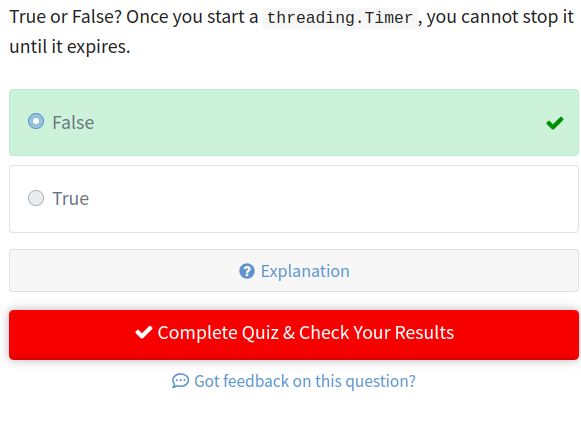 True or False? Once you start a threading.Timer, you cannot stop it
until it expires.
False
True
Explanation
Complete Quiz & Check Your Results
Got feedback on this question?